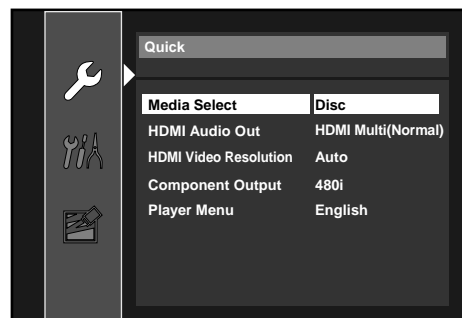 Quick
Media Select Disc
HDMI Audio Out HDMI Multi(Normal)
HDMI Video Resolution Auto
Component Output 480i
Player Menu English